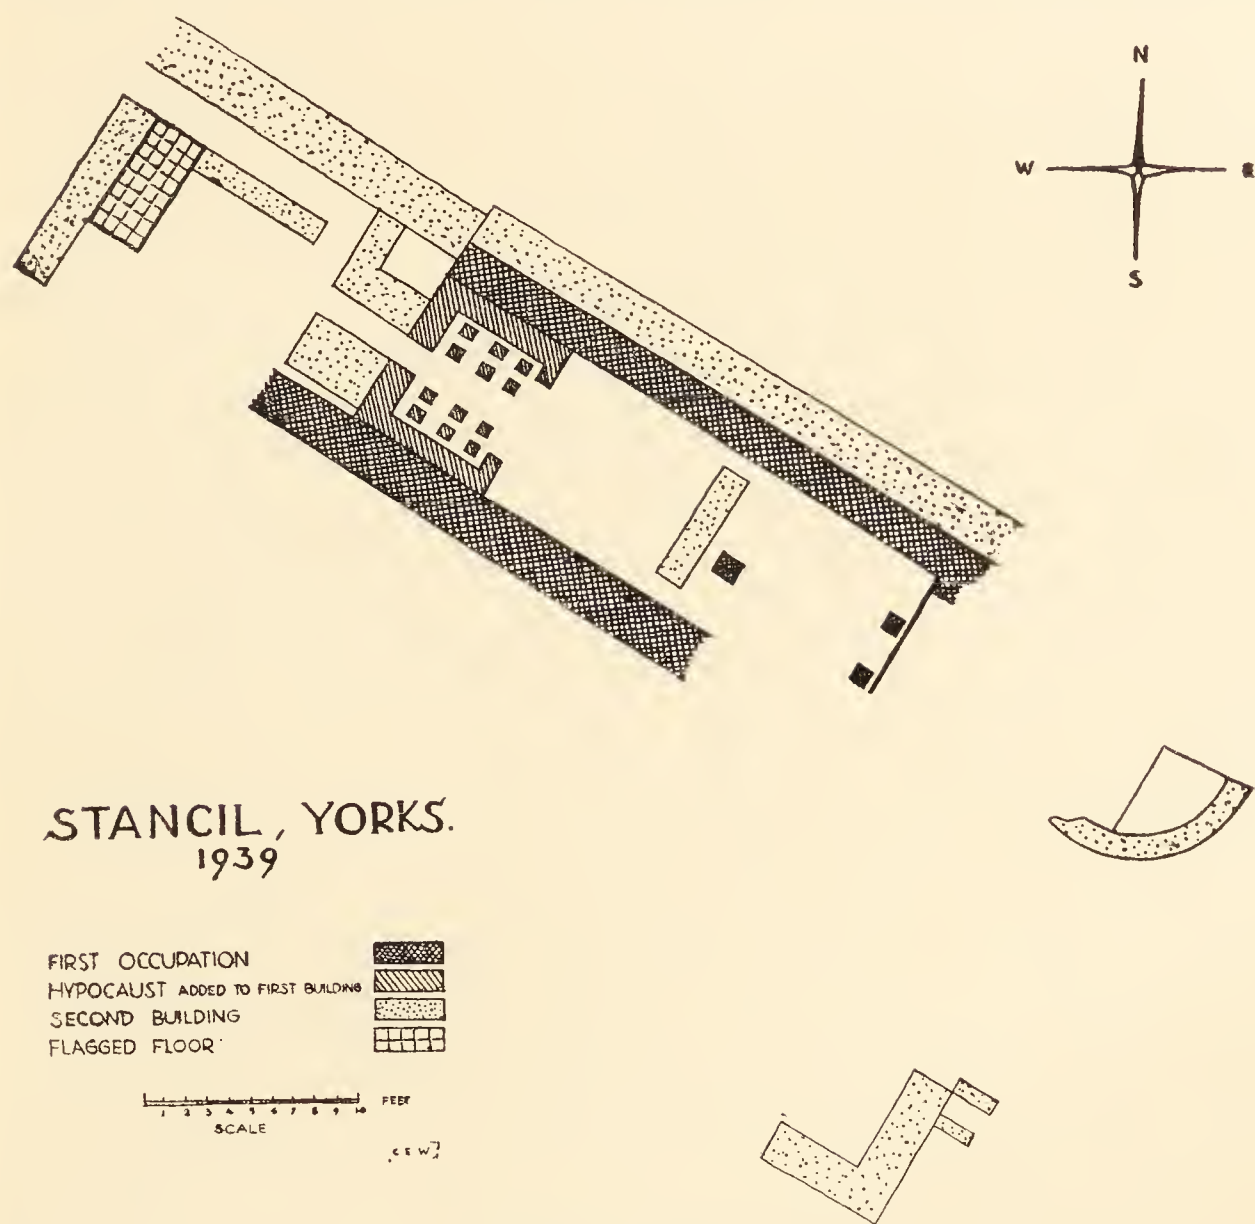 N
W E
S
STANCIL, YORKS.
1939
FIRST OCCUPATION
HYPOCAUST ADDED TO FIRST BUILDING
SECOND BUILDING
FLAGGED FLOOR
1 2 3 4 5 6 7 8 9 10 FEET
SCALE
C E W